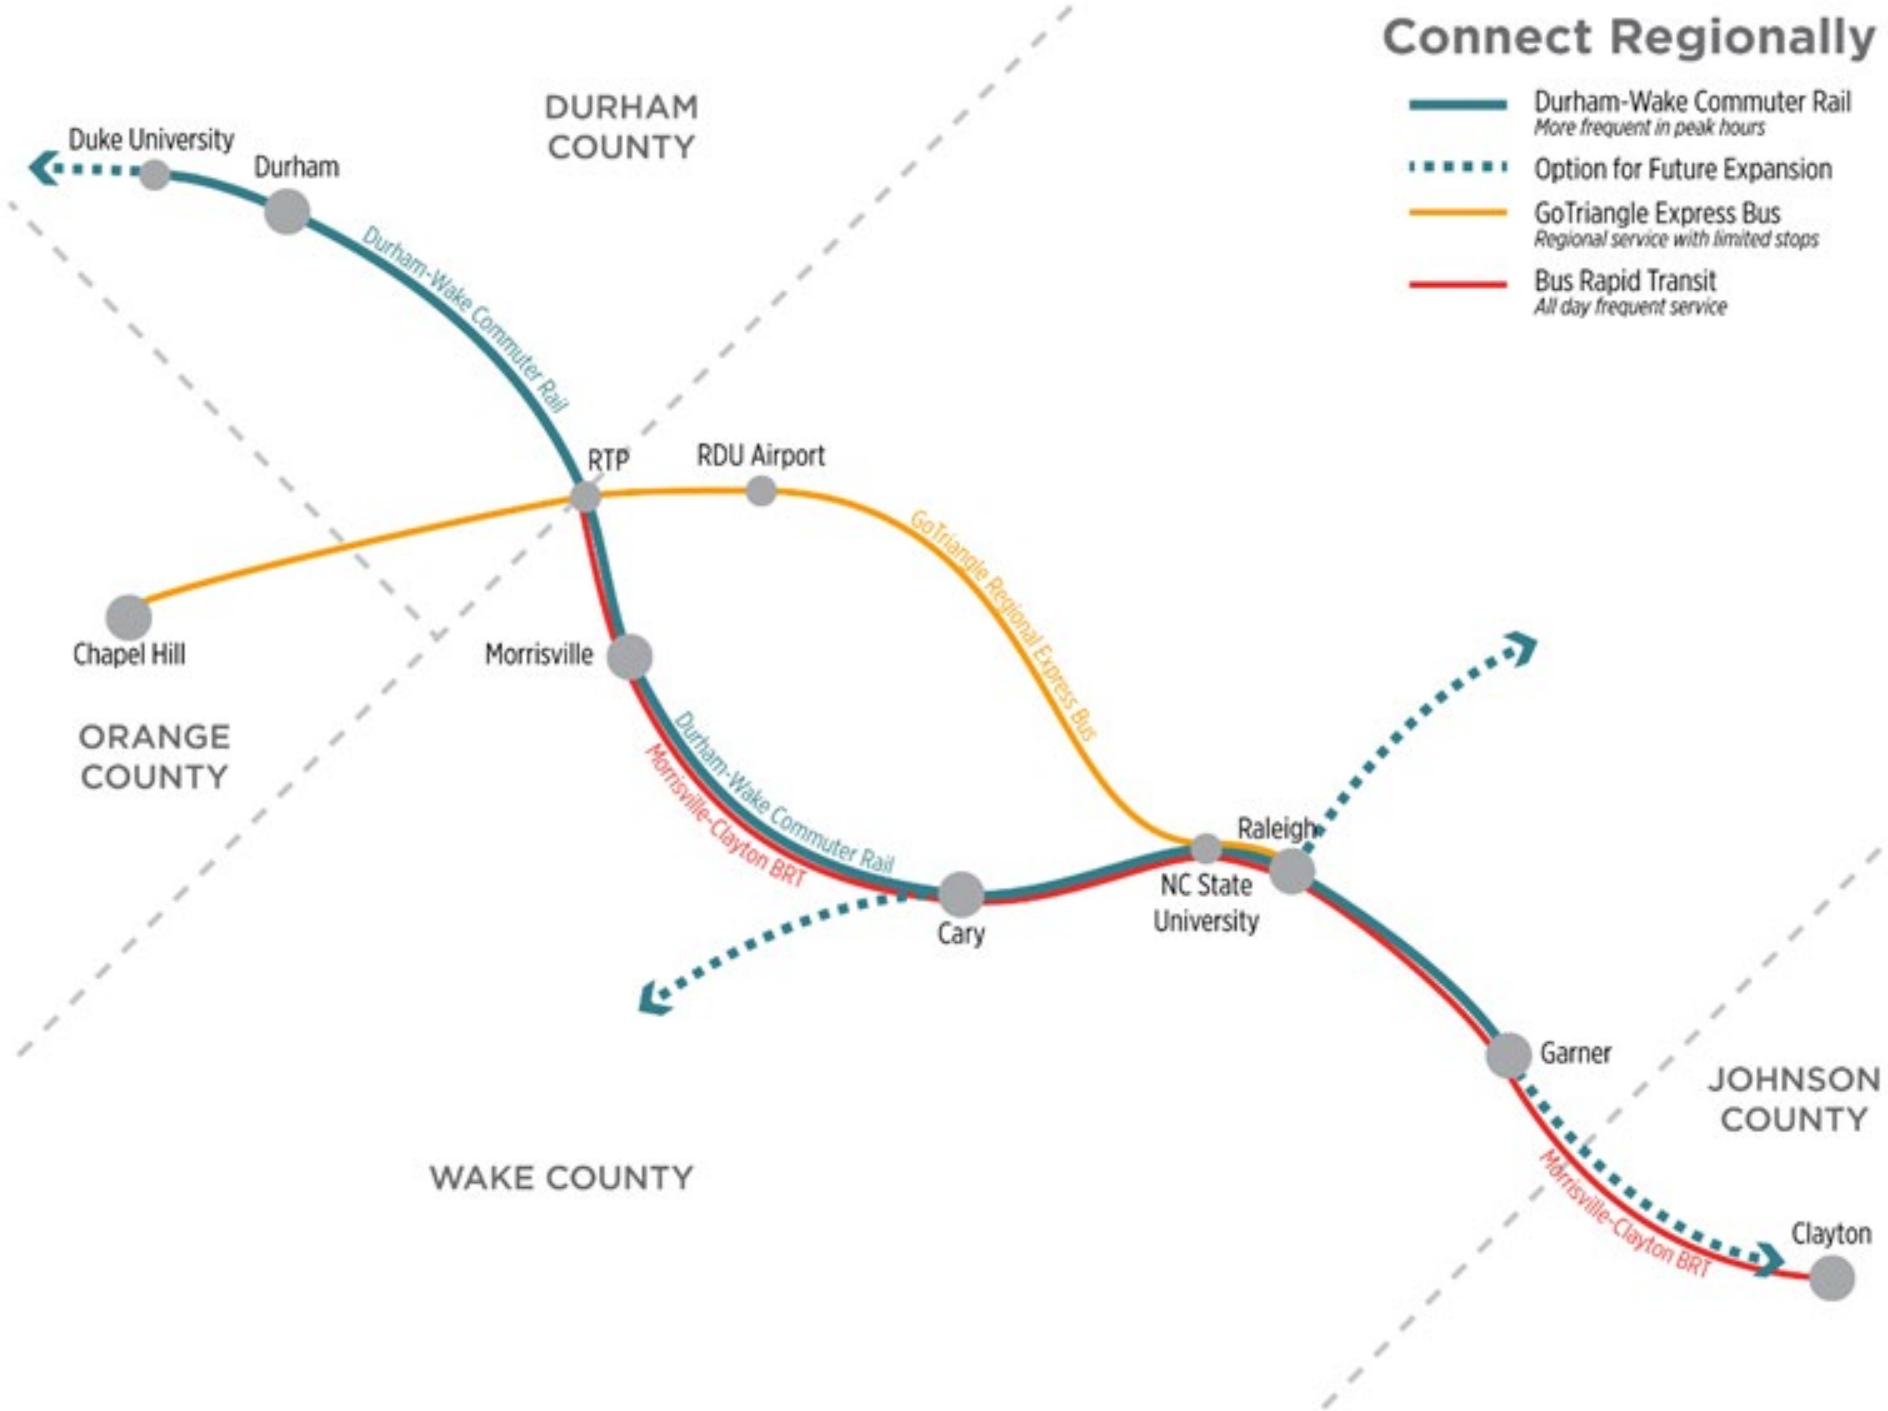 Connect Regionally
Durham-Wake Commuter Rail
More frequent in peak hours
Option for Future Expansion
GoTriangle Express Bus
Regional service with limited stops
Bus Rapid Transit
All day frequent service
DURHAM
COUNTY
Duke University
Durham
Durham-Wake Commuter Rail
RTP
RDU Airport
GoTriangle Regional Express Bus
Chapel Hill
Morrisville
ORANGE
COUNTY
Durham-Wake Commuter Rail
Morrisville-Clayton BRT
Raleigh
NC State
University
Cary
Garner
JOHNSON
COUNTY
WAKE COUNTY
Morrisville-Clayton BRT
Clayton